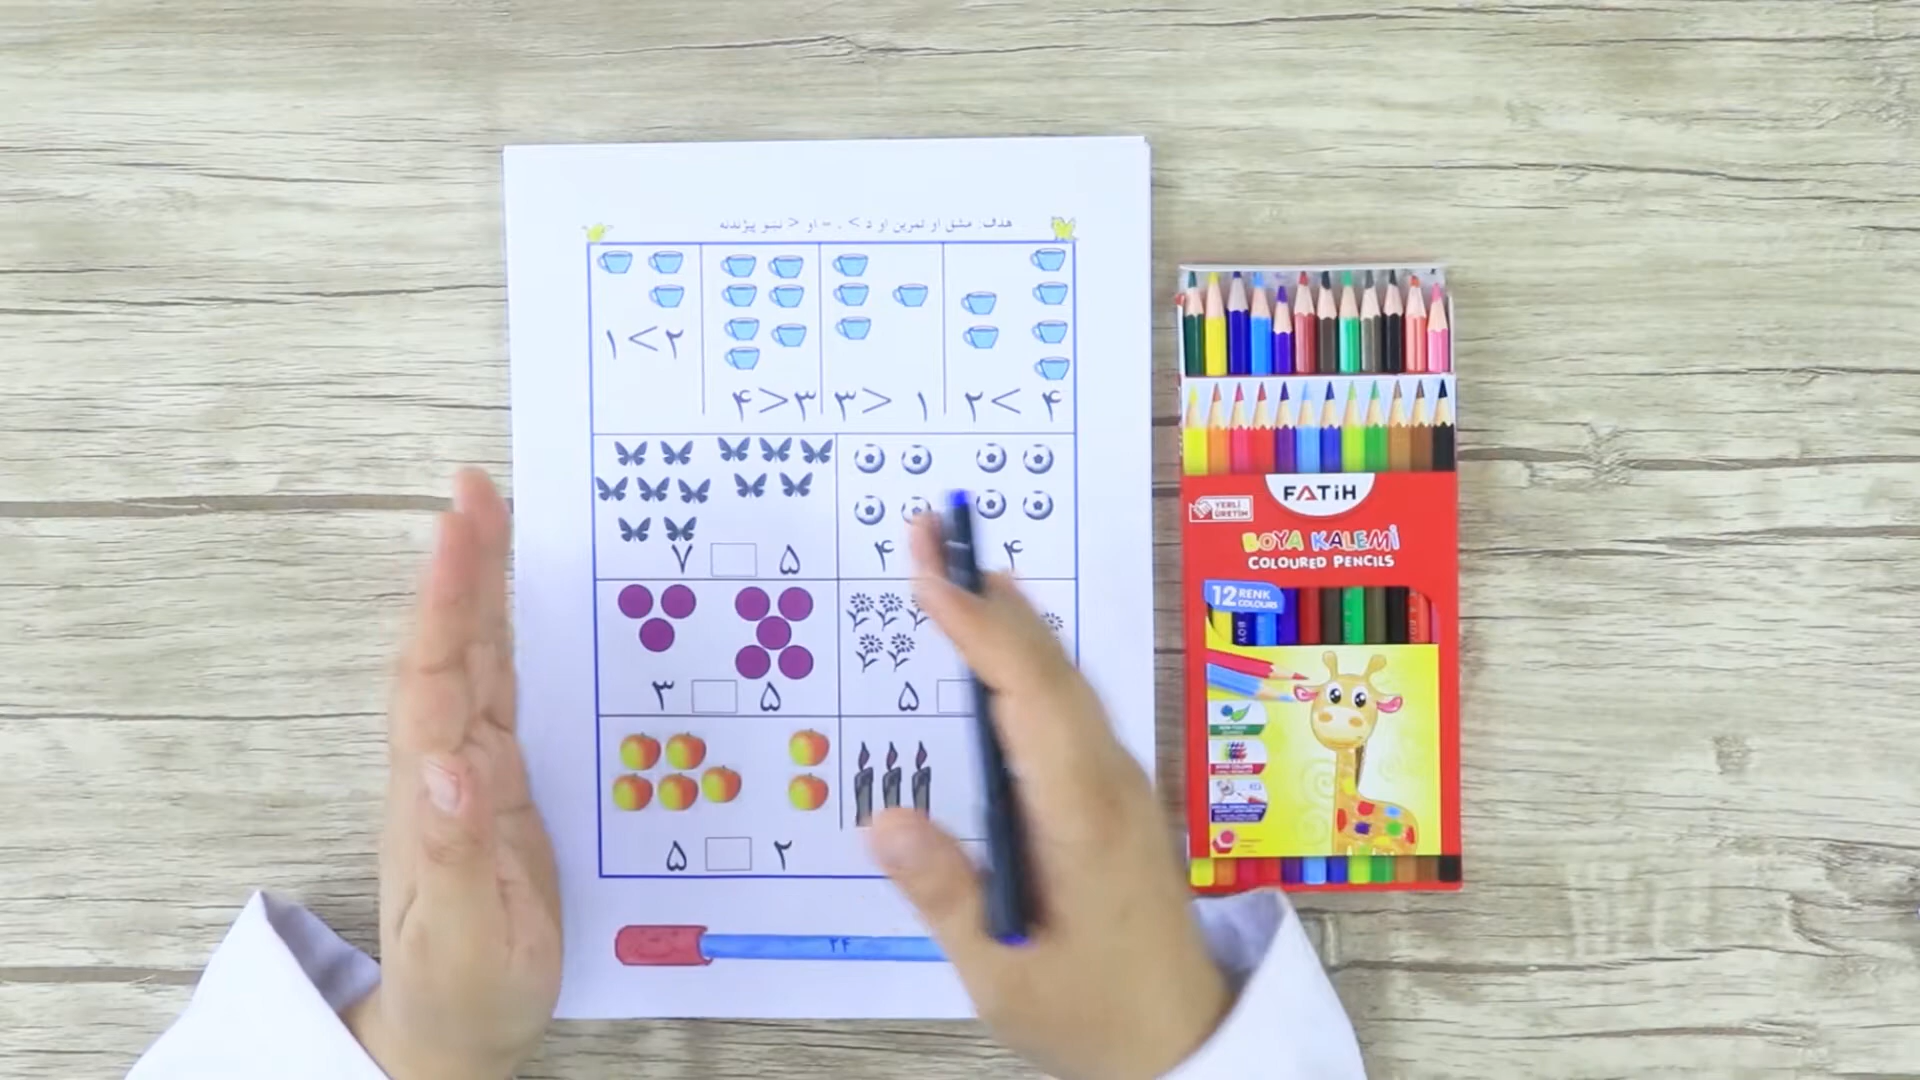 هدف: مشق او تمرین او د < ، = او > نښو پېژندنه
۱ < ۲
۴ > ۳
۳ > ۱
۲ < ۴
۷ ۵
۴ ۴
۳ ۵
۵
۵ ۲
۲۴
FATİH
YERLİ
ÜRETİM
BOYA KALEMİ
COLOURED PENCILS
12 RENK
COLOURS